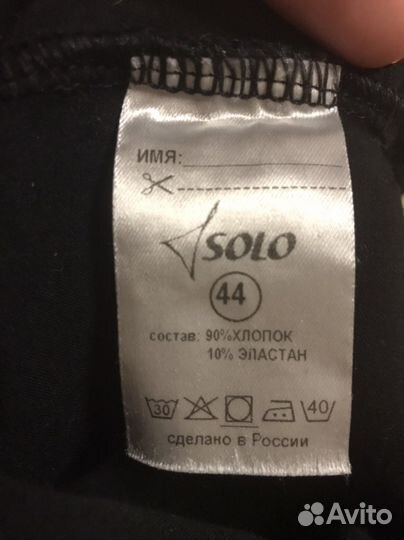 ИМЯ:
SOLO
44
состав: 90%ХЛОПОК
10% ЭЛАСТАН
30 40
сделано в России
Avito